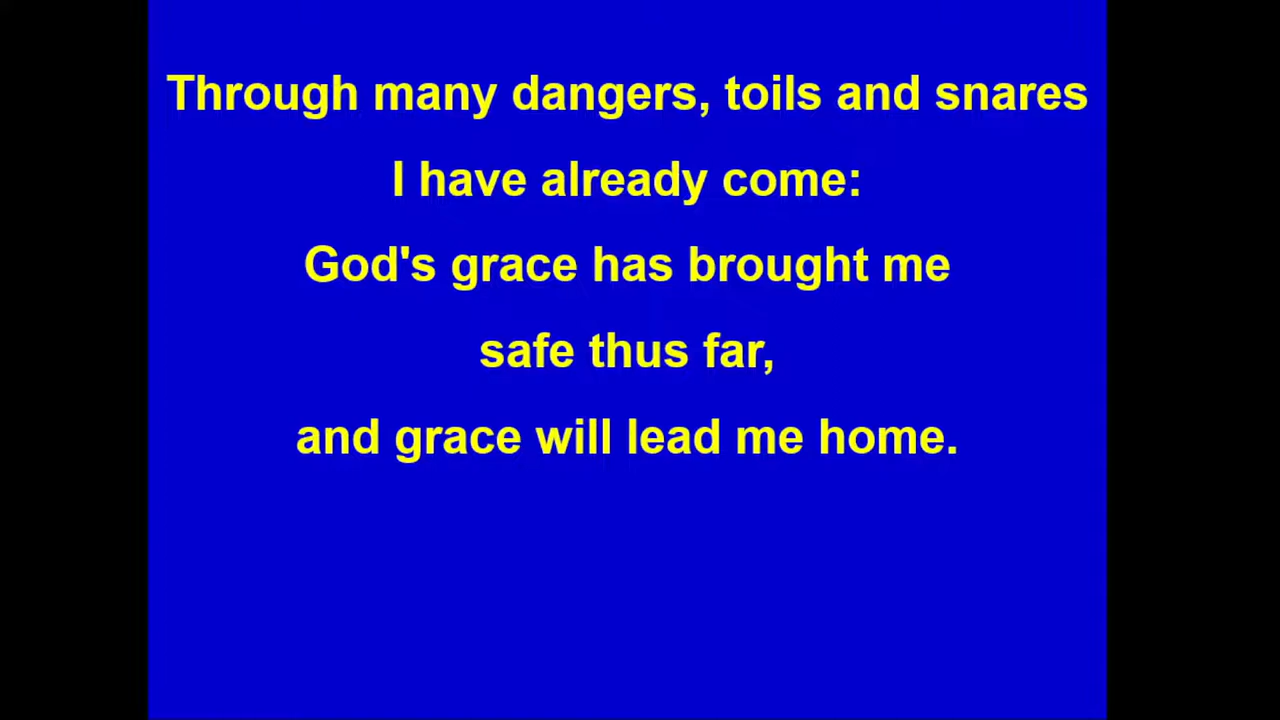 Through many dangers, toils and snares
I have already come:
God's grace has brought me
safe thus far,
and grace will lead me home.